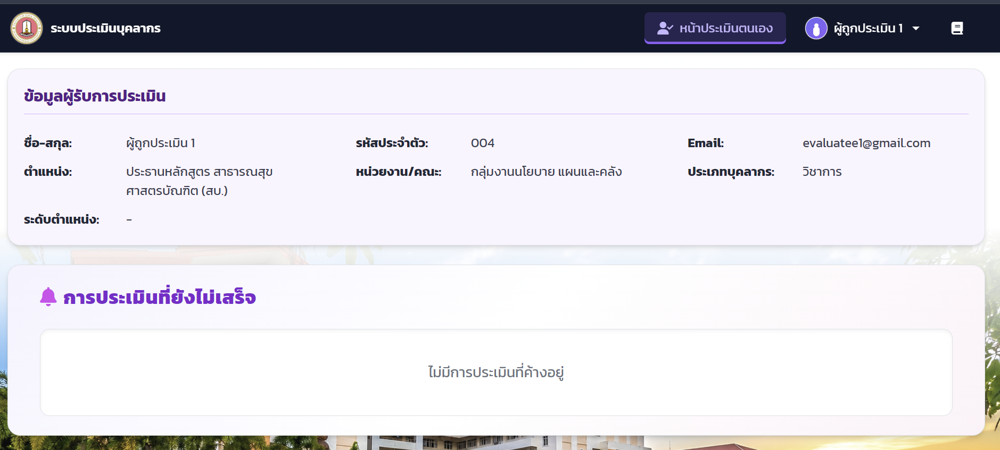 ระบบประเมินบุคลากร
หน้าประเมินตนเอง
ผู้ถูกประเมิน 1
ข้อมูลผู้รับการประเมิน
ชื่อ-สกุล: ผู้ถูกประเมิน 1 รหัสประจำตัว: 004 Email: evaluatee1@gmail.com
ตำแหน่ง: ประธานหลักสูตร สาธารณสุข หน่วยงาน/คณะ: กลุ่มงานนโยบาย แผนและคลัง ประเภทบุคลากร: วิชาการ
ศาสตรบัณฑิต (สบ.)
ระดับตำแหน่ง: -
การประเมินที่ยังไม่เสร็จ
ไม่มีการประเมินที่ค้างอยู่